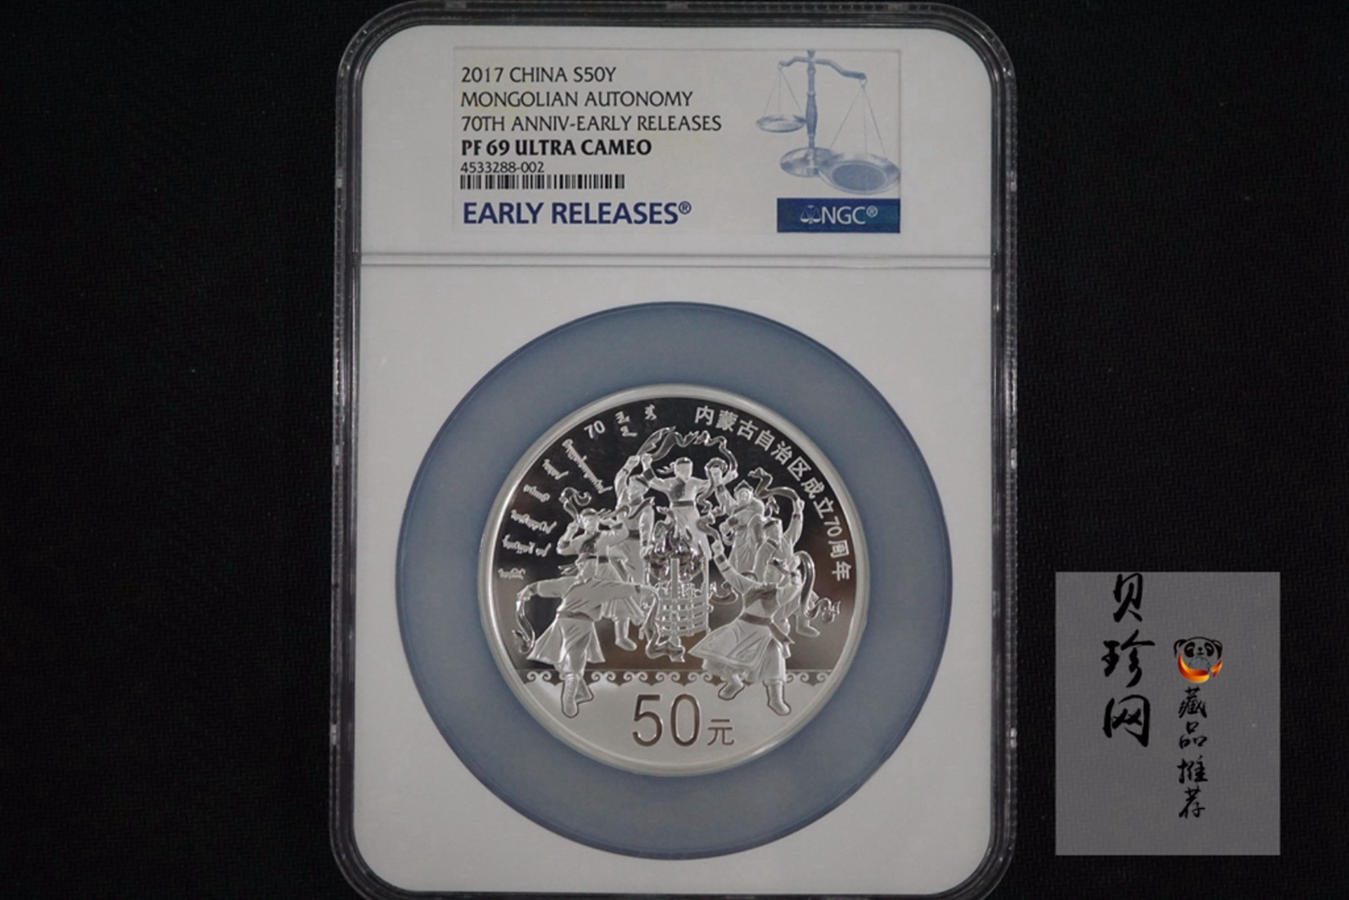 2017 CHINA S50Y
MONGOLIAN AUTONOMY
70TH ANNIV-EARLY RELEASES
PF 69 ULTRA CAMEO
4533288-002
EARLY RELEASES®
NGC®
70
内蒙古自治区成立70周年
50元
贝珍网
藏品推荐